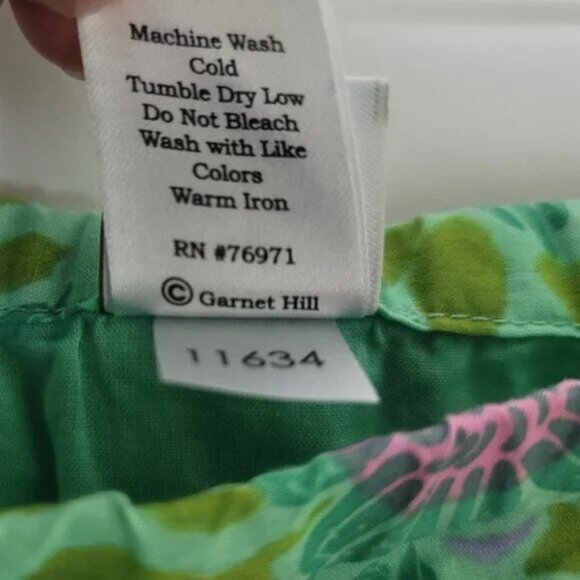 Machine Wash
Cold
Tumble Dry Low
Do Not Bleach
Wash with Like
Colors
Warm Iron
RN #76971
© Garnet Hill
11634